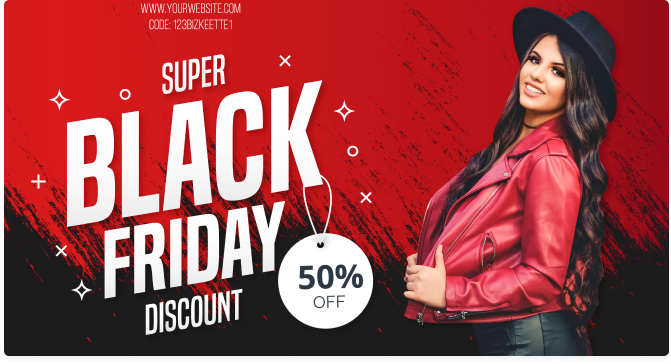 WWW.YOURWEBSITE.COM
CODE: 123BIZKEETTE1
SUPER
BLACK
FRIDAY
DISCOUNT
50%
OFF